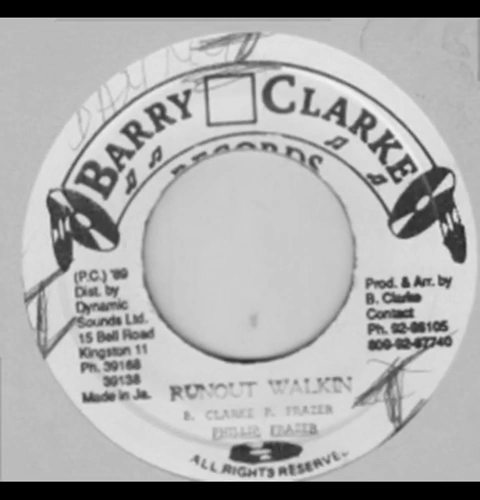 BARRY CLARKE
RECORDS
(P.C.) '89
Dist. by
Dynamic
Sounds Ltd.
15 Bell Road
Kingston 11
Ph. 39168
39138
Made in Ja.
Prod. & Arr. by
B. Clarke
Contact
Ph. 92-86105
809-92-87740
RUNOUT WALKIN
B. CLARKE P. FRAZER
PHILLIP FRAZER
ALL RIGHTS RESERVE